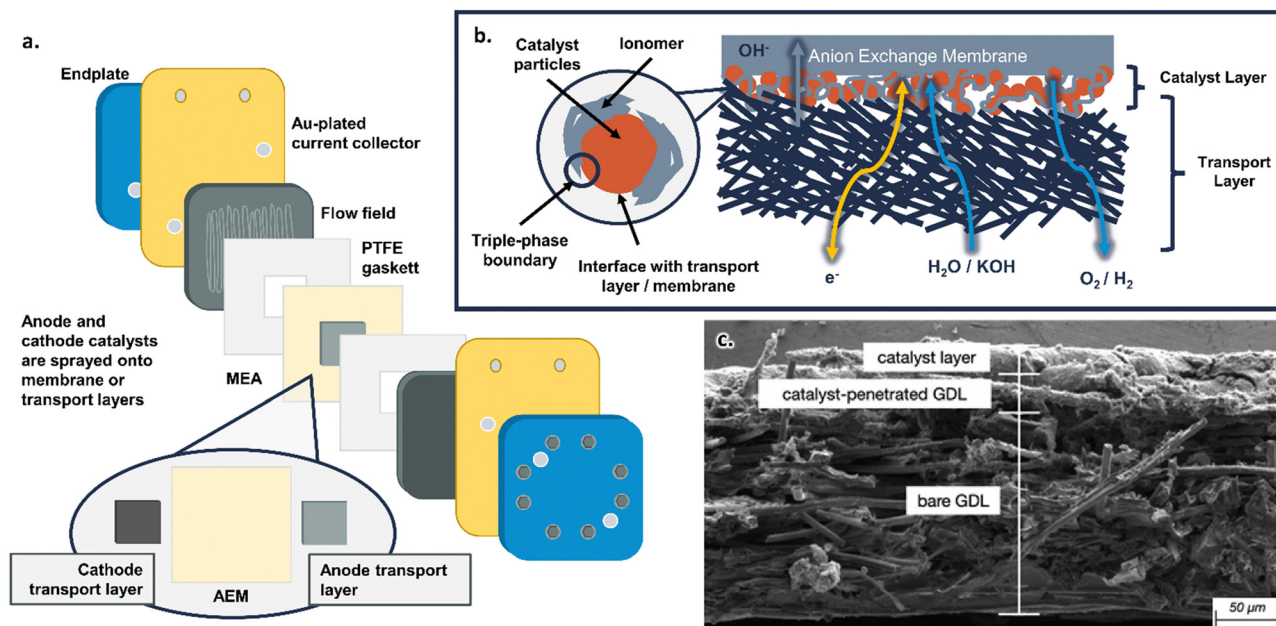 a.
Endplate
Au-plated
current collector
Flow field
PTFE
gaskett
Anode and
cathode catalysts
are sprayed onto
membrane or
transport layers
MEA
Cathode
transport layer
AEM
Anode transport
layer
b.
Catalyst
particles
Ionomer
Triple-phase
boundary
Interface with transport
layer / membrane
OH-
Anion Exchange Membrane
Catalyst Layer
Transport
Layer
e-
H2O / KOH
O2 / H2
c.
catalyst layer
catalyst-penetrated GDL
bare GDL
50 µm